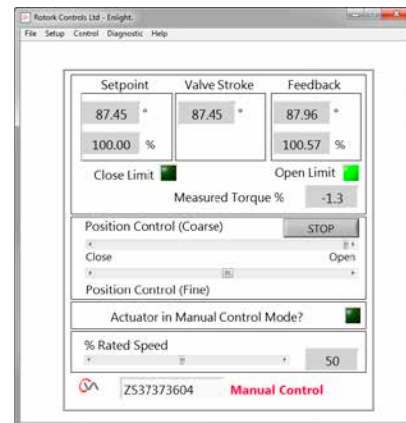 Rotork Controls Ltd - Enlight.
File Setup Control Diagnostic Help
Setpoint Valve Stroke Feedback
87.45 ° 87.45 ° 87.96 °
100.00 % 100.57 %
Close Limit Open Limit
Measured Torque % -1.3
Position Control (Coarse) STOP
Close Open
Position Control (Fine)
Actuator in Manual Control Mode?
% Rated Speed
50
Z537373604 Manual Control